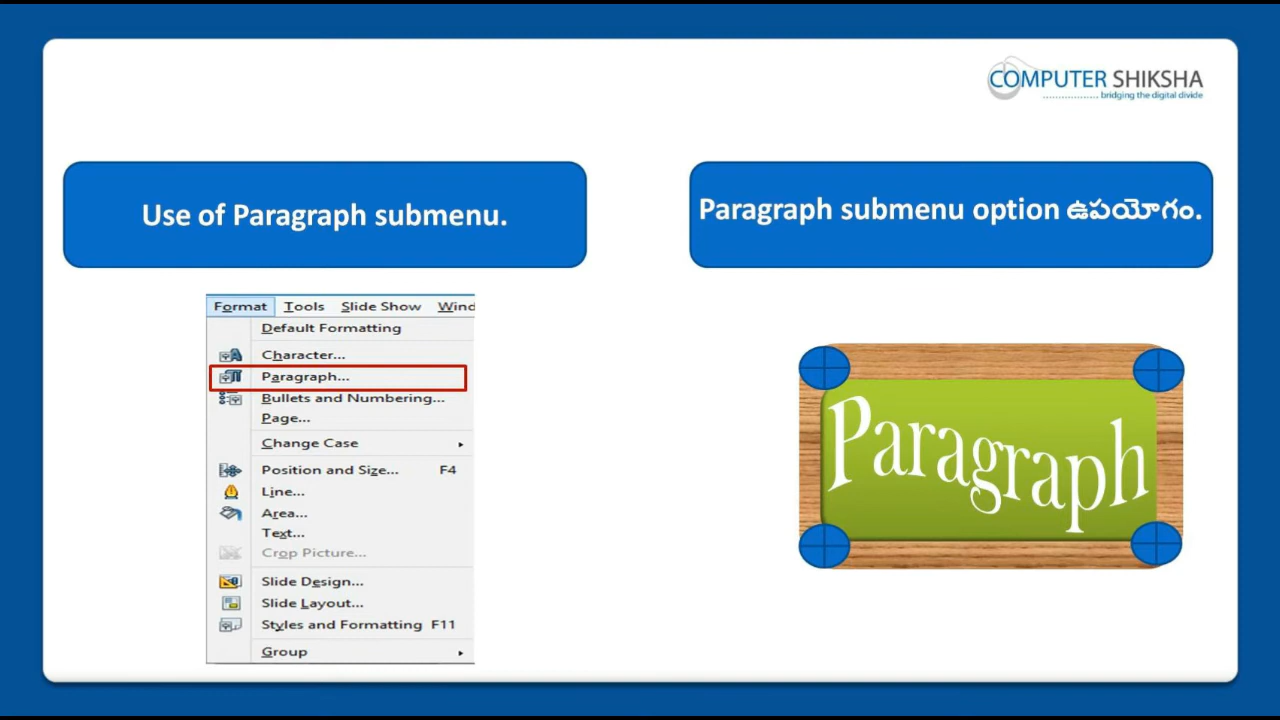 COMPUTER SHIKSHA
.................. bridging the digital divide
Use of Paragraph submenu.
Paragraph submenu option ఉపయోగం.
Format Tools Slide Show Wind
Default Formatting
Character...
Paragraph...
Bullets and Numbering...
Page...
Change Case
Position and Size... F4
Line...
Area...
Text...
Crop Picture...
Slide Design...
Slide Layout...
Styles and Formatting F11
Group
Paragraph